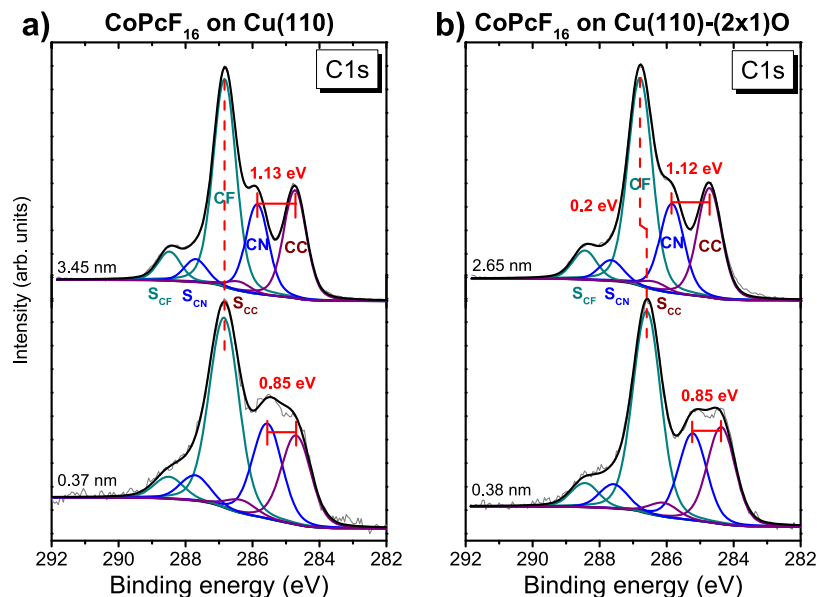 a) CoPcF16 on Cu(110)
C1s
1.13 eV
CF
CN
CC
3.45 nm
SCF
SCN
SCC
0.85 eV
0.37 nm
292 290 288 286 284 282
Binding energy (eV)
Intensity (arb. units)
b) CoPcF16 on Cu(110)-(2x1)O
C1s
1.12 eV
CF
0.2 eV
CN
CC
2.65 nm
SCF
SCN
SCC
0.85 eV
0.38 nm
292 290 288 286 284 282
Binding energy (eV)